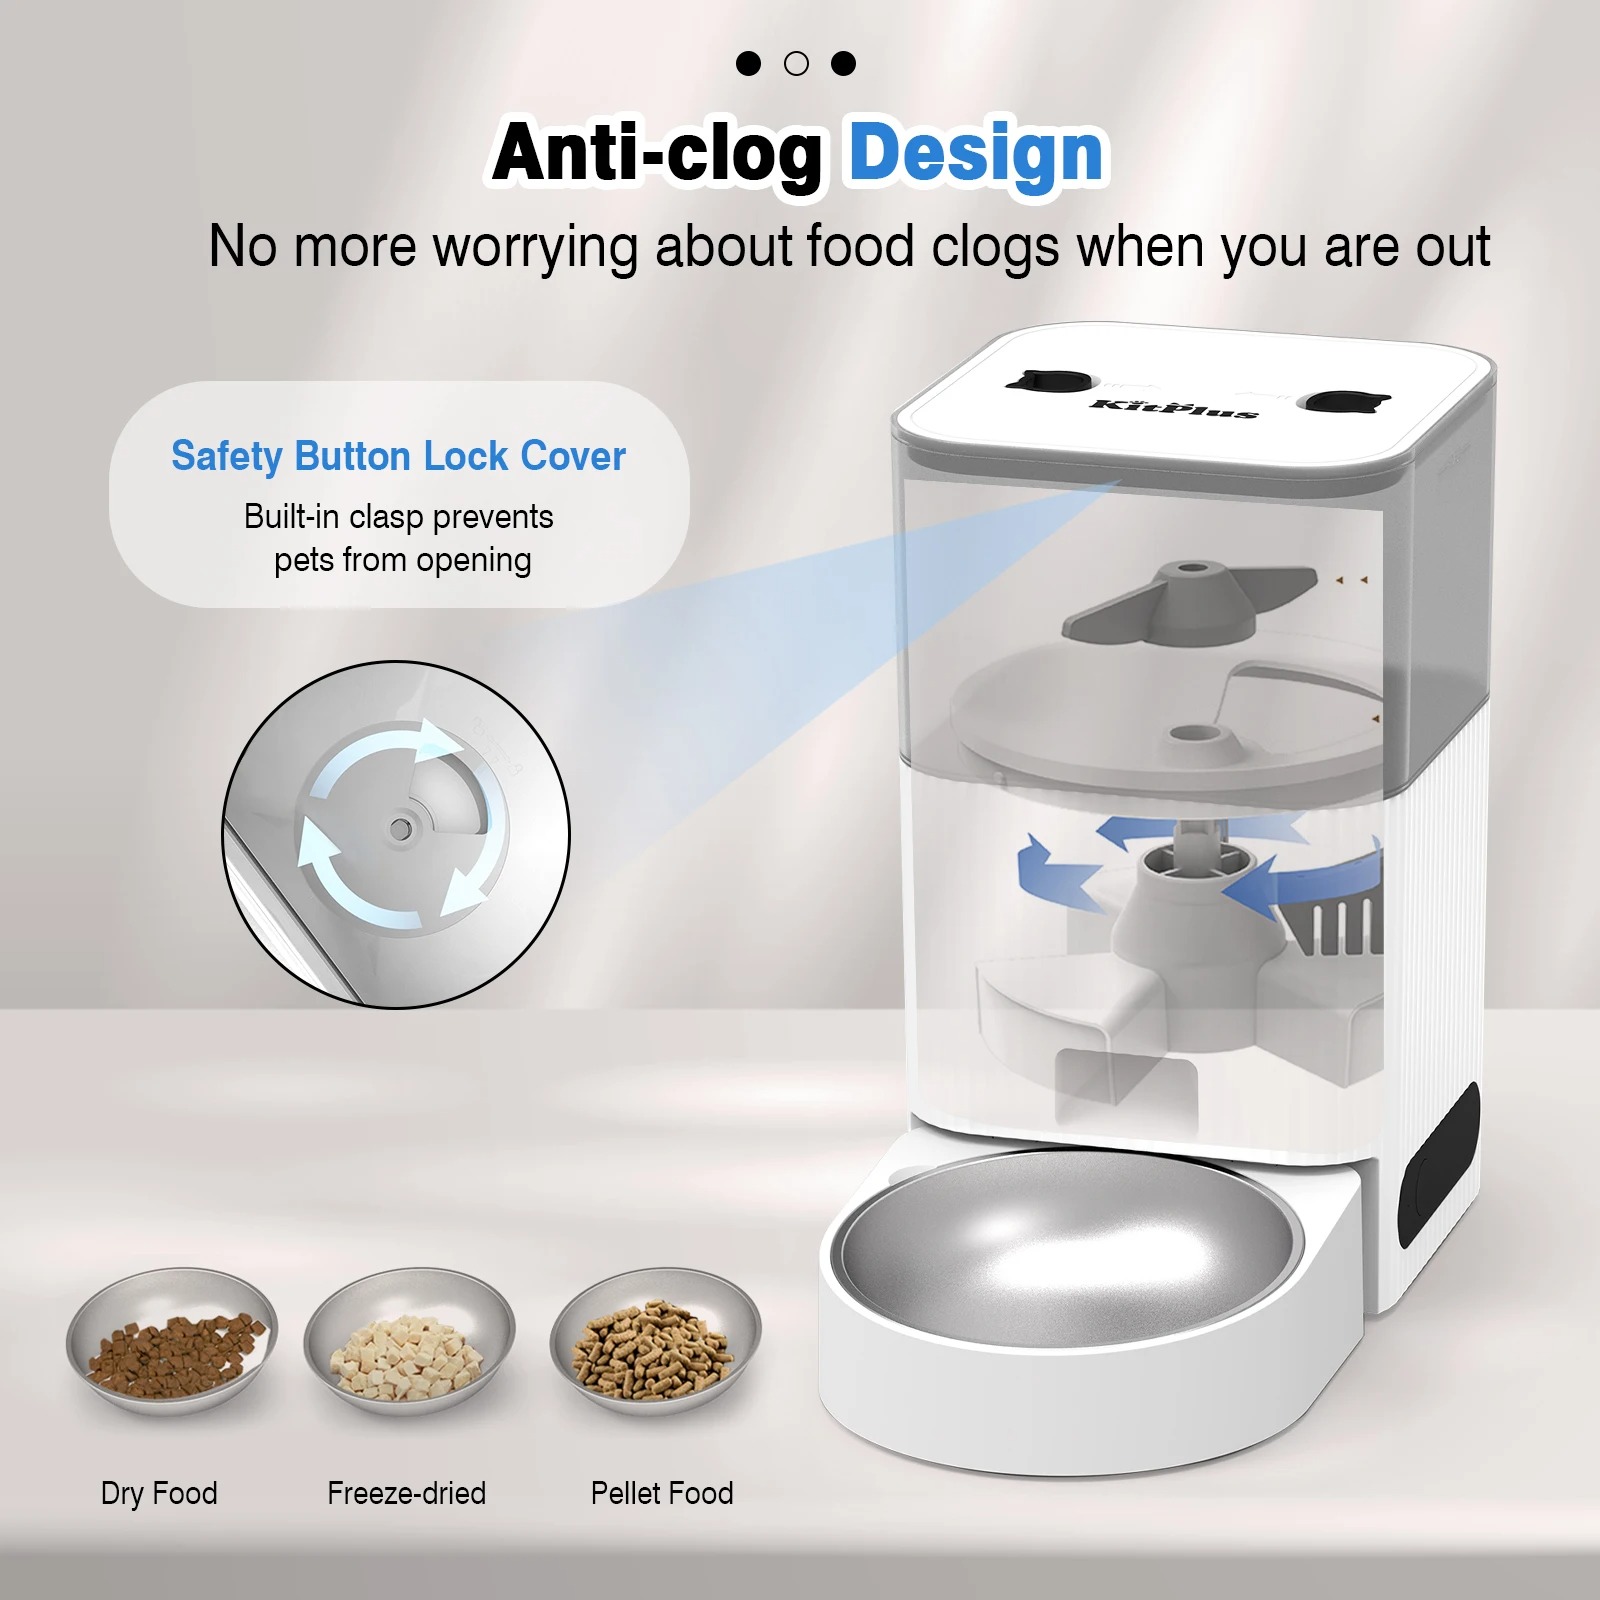 Anti-clog Design
No more worrying about food clogs when you are out
KitPlus
Safety Button Lock Cover
Built-in clasp prevents
pets from opening
Dry Food
Freeze-dried
Pellet Food